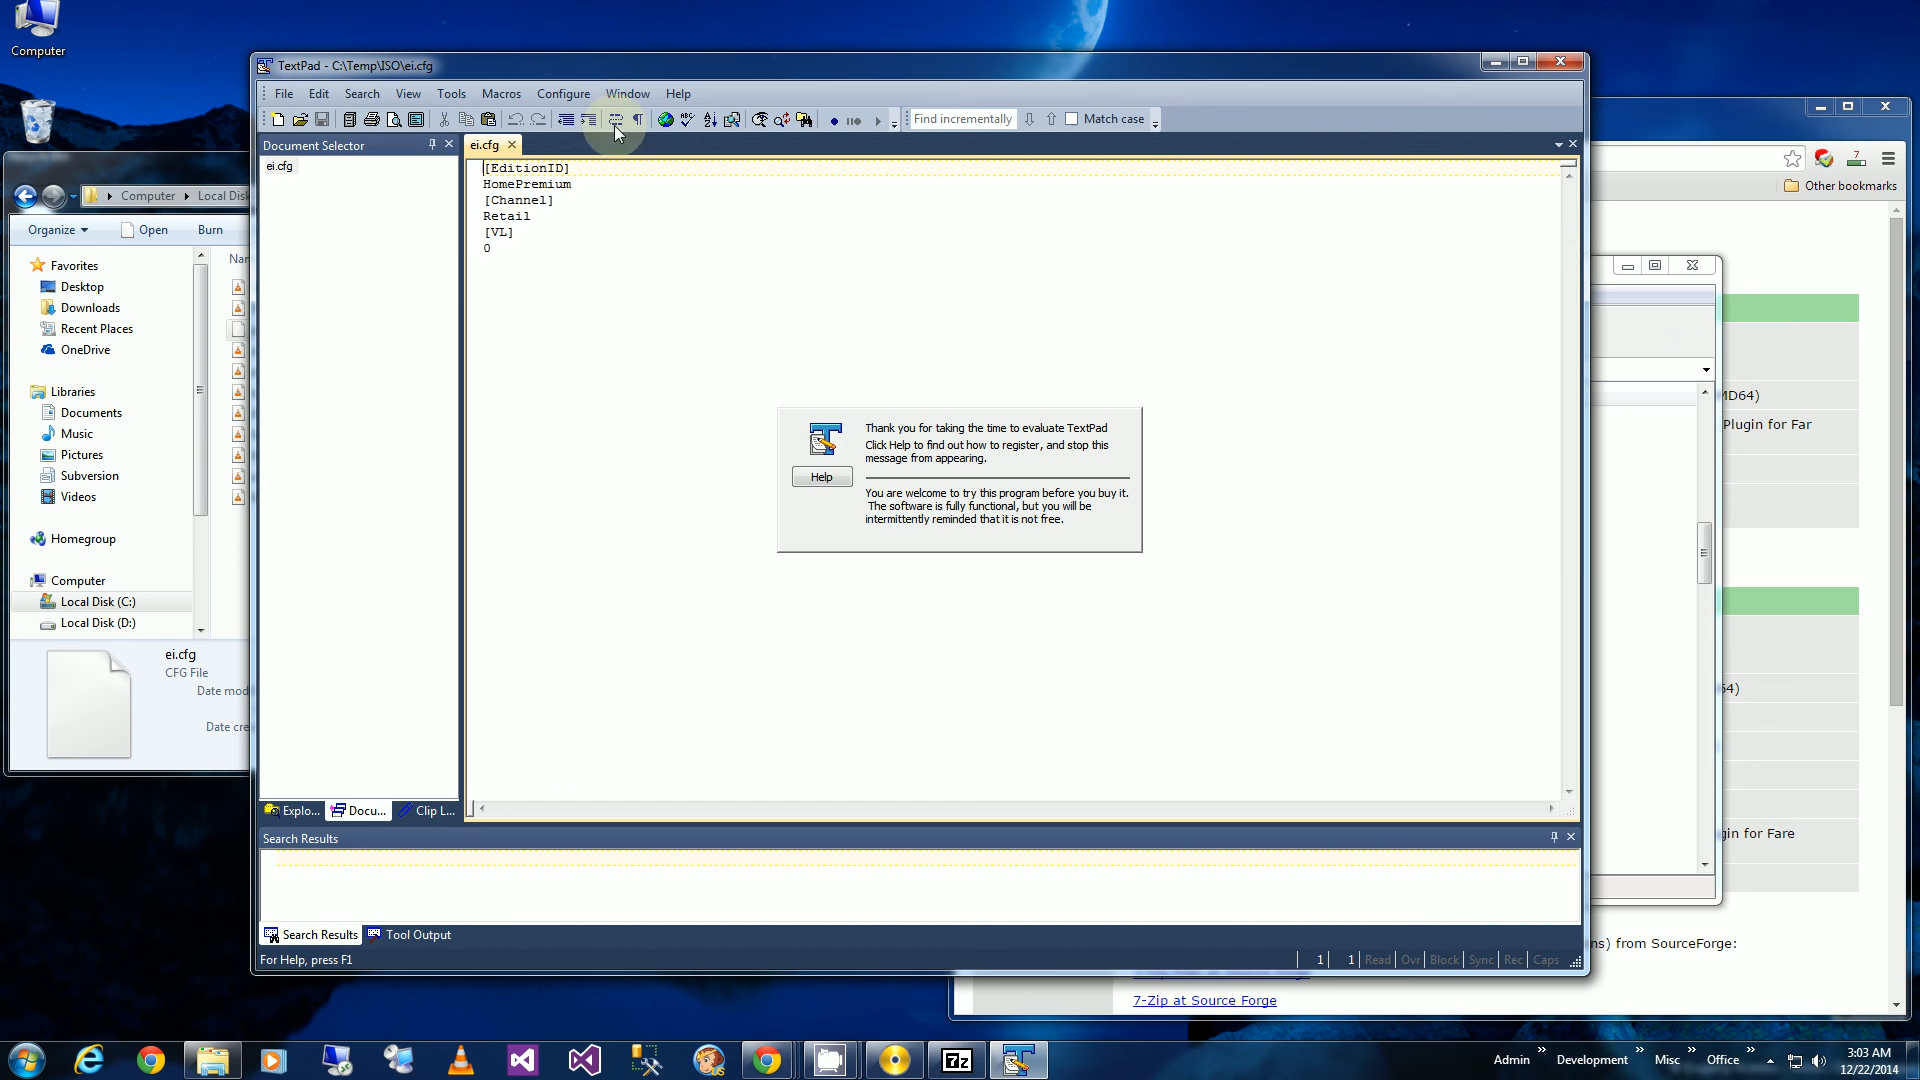 Computer
TextPad - C:\Temp\ISO\ei.cfg
File Edit Search View Tools Macros Configure Window Help
Find incrementally
Match case
Document Selector
ei.cfg
ei.cfg
[EditionID]
HomePremium
[Channel]
Retail
[VL]
0
Thank you for taking the time to evaluate TextPad
Click Help to find out how to register, and stop this
message from appearing.
Help
You are welcome to try this program before you buy it.
The software is fully functional, but you will be
intermittently reminded that it is not free.
Explo... Docu... Clip L...
Search Results
Search Results Tool Output
For Help, press F1
1 1 Read Ovr Block Sync Rec Caps
Computer Local Disk
Organize Open Burn
Favorites
Desktop
Downloads
Recent Places
OneDrive
Libraries
Documents
Music
Pictures
Subversion
Videos
Homegroup
Computer
Local Disk (C:)
Local Disk (D:)
ei.cfg
CFG File
Date mod
Date cre
7
Other bookmarks
MD64)
Plugin for Far
64)
gin for Fare
ns) from SourceForge:
7-Zip at Source Forge
7z
Admin Development Misc Office
3:03 AM
12/22/2014